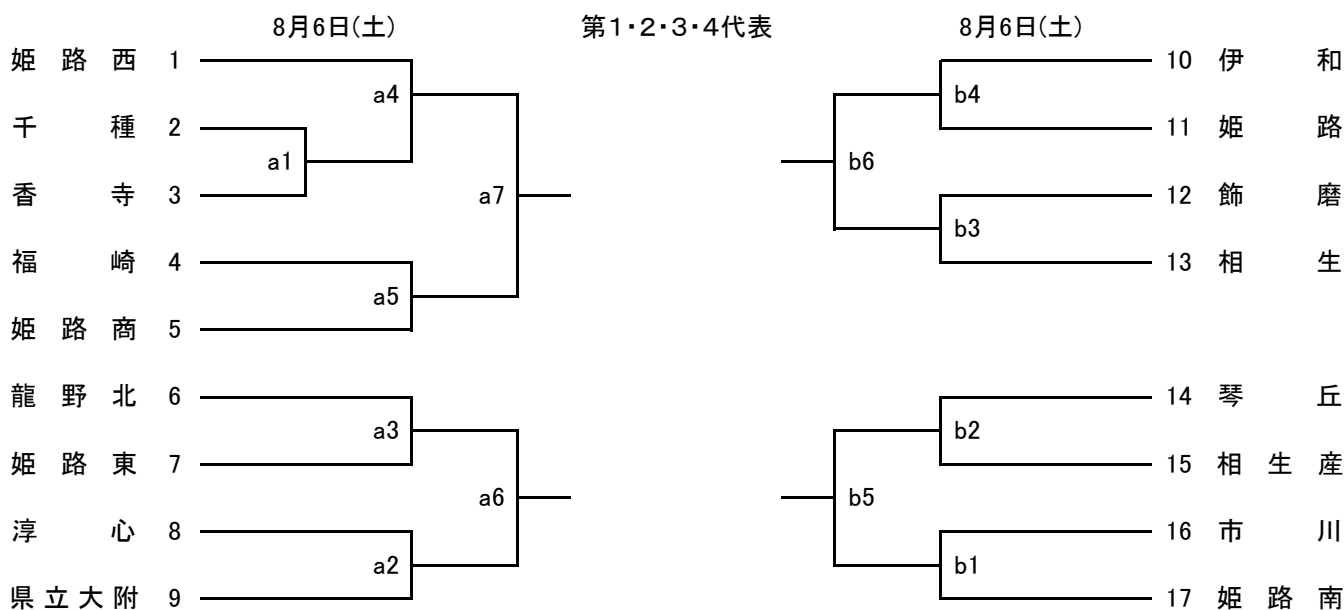 8月6日(土) 第1・2・3・4代表 8月6日(土)
姫路西 1 10 伊和
a4 b4
千種 2 11 姫路
a1 b6
香寺 3 a7 12 飾磨
b3
福崎 4 13 相生
a5
姫路商 5
龍野北 6 14 琴丘
a3 b2
姫路東 7 15 相生産
a6 b5
淳心 8 16 市川
a2 b1
県立大附 9 17 姫路南